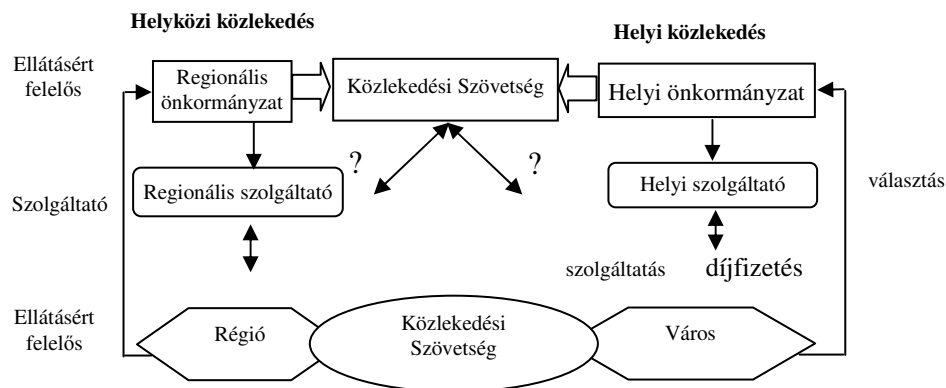 Helyközi közlekedés
Helyi közlekedés
Ellátásért
felelős
Regionális
önkormányzat
Közlekedési Szövetség
Helyi önkormányzat
?
?
Szolgáltató
Regionális szolgáltató
Helyi szolgáltató
választás
szolgáltatás díjfizetés
Ellátásért
felelős
Régió
Közlekedési
Szövetség
Város